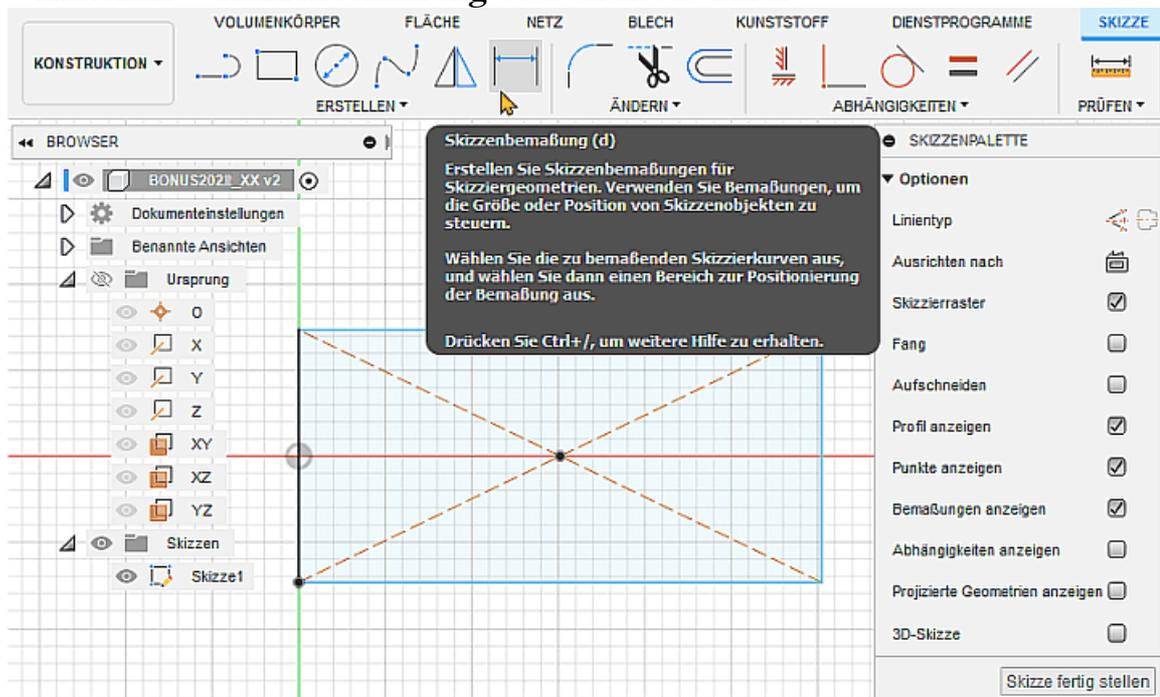 VOLUMENKÖRPER FLÄCHE NETZ BLECH KUNSTSTOFF DIENSTPROGRAMME SKIZZE
KONSTRUKTION
ERSTELLEN ÄNDERN ABHÄNGIGKEITEN PRÜFEN
BROWSER
v2
Dokumenteinstellungen
Benannte Ansichten
Ursprung
O
X
Y
Z
XY
XZ
YZ
Skizzen
Skizze1
Skizzenbemaßung (d)
Erstellen Sie Skizzenbemaßungen für
Skizziergeometrien. Verwenden Sie Bemaßungen, um
die Größe oder Position von Skizzenobjekten zu
steuern.
Wählen Sie die zu bemaßenden Skizzierkurven aus,
und wählen Sie dann einen Bereich zur Positionierung
der Bemaßung aus.
Drücken Sie Ctrl+/, um weitere Hilfe zu erhalten.
SKIZZENPALETTE
Optionen
Linientyp
Ausrichten nach
Skizzierraster
Fang
Aufschneiden
Profil anzeigen
Punkte anzeigen
Bemaßungen anzeigen
Abhängigkeiten anzeigen
Projizierte Geometrien anzeigen
3D-Skizze
Skizze fertig stellen